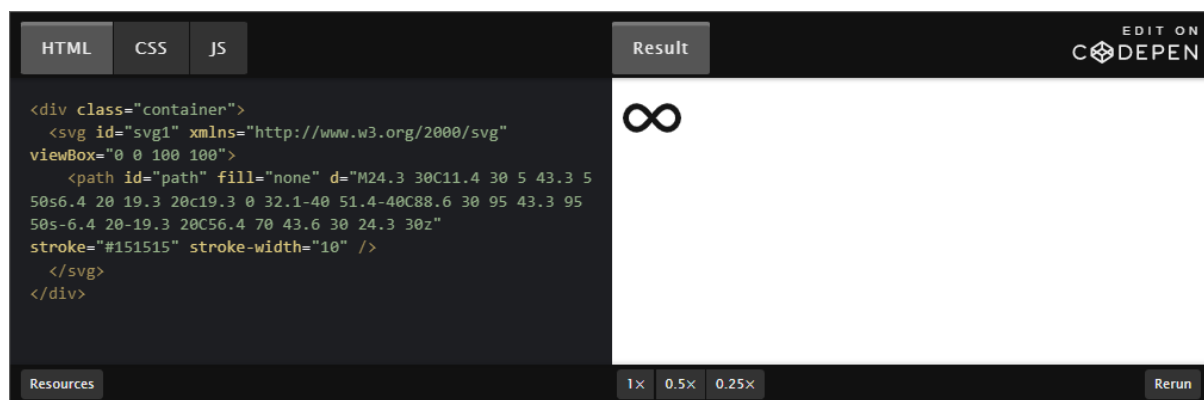 HTML CSS JS
Result
EDIT ON
CODEPEN
<div class="container">
  <svg id="svg1" xmlns="http://www.w3.org/2000/svg"
viewBox="0 0 100 100">
    <path id="path" fill="none" d="M24.3 30C11.4 30 5 43.3 5
50s6.4 20 19.3 20c19.3 0 32.1-40 51.4-40C88.6 30 95 43.3 95
50s-6.4 20-19.3 20C56.4 70 43.6 30 24.3 30z"
stroke="#151515" stroke-width="10" />
  </svg>
</div>
Resources
1× 0.5× 0.25×
Rerun